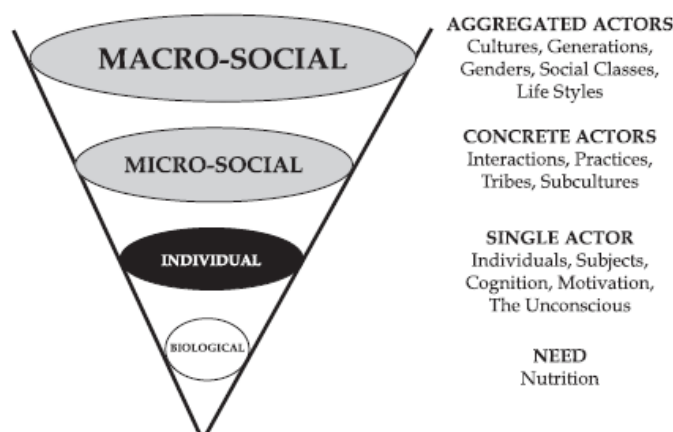 MACRO-SOCIAL
AGGREGATED ACTORS
Cultures, Generations,
Genders, Social Classes,
Life Styles
MICRO-SOCIAL
CONCRETE ACTORS
Interactions, Practices,
Tribes, Subcultures
INDIVIDUAL
SINGLE ACTOR
Individuals, Subjects,
Cognition, Motivation,
The Unconscious
BIOLOGICAL
NEED
Nutrition